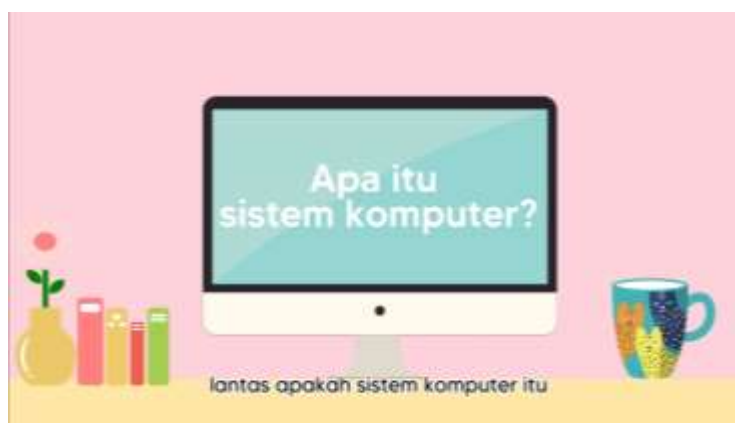 Apa itu
sistem komputer?
lantas apakah sistem komputer itu